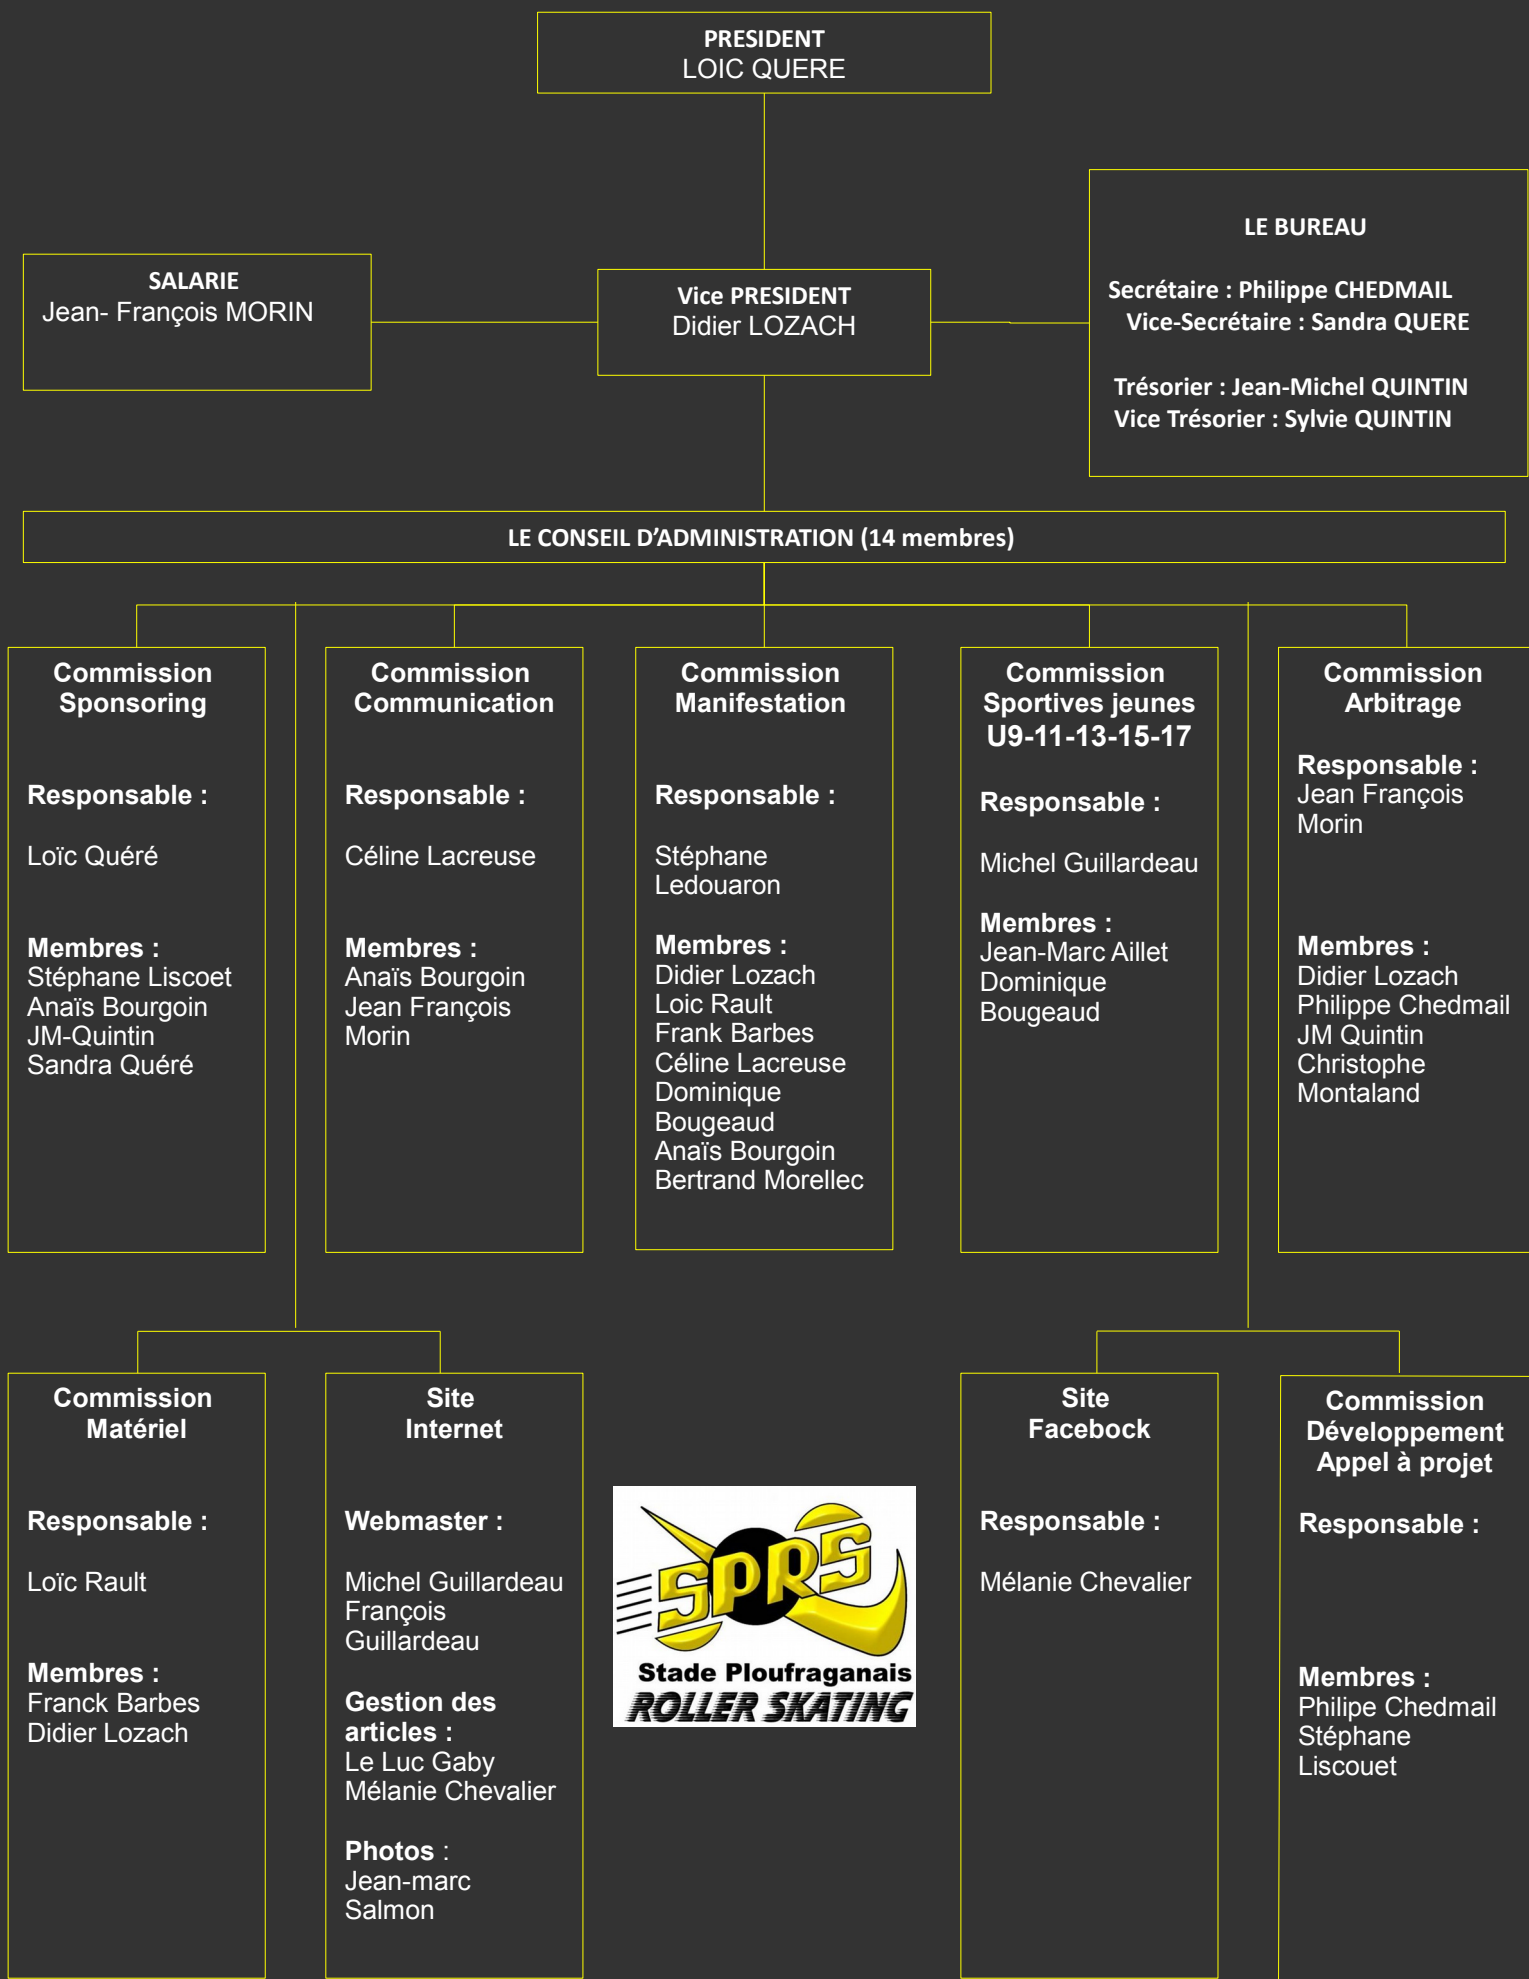 PRESIDENT
LOIC QUERE
SALARIE
Jean- François MORIN
Vice PRESIDENT
Didier LOZACH
LE BUREAU
Secrétaire : Philippe CHEDMAIL
Vice-Secrétaire : Sandra QUERE
Trésorier : Jean-Michel QUINTIN
Vice Trésorier : Sylvie QUINTIN
LE CONSEIL D’ADMINISTRATION (14 membres)
Commission
Sponsoring
Responsable :
Loïc Quéré
Membres :
Stéphane Liscoet
Anaïs Bourgoin
JM-Quintin
Sandra Quéré
Commission
Communication
Responsable :
Céline Lacreuse
Membres :
Anaïs Bourgoin
Jean François
Morin
Commission
Manifestation
Responsable :
Stéphane
Ledouaron
Membres :
Didier Lozach
Loic Rault
Frank Barbes
Céline Lacreuse
Dominique
Bougeaud
Anaïs Bourgoin
Bertrand Morellec
Commission
Sportives jeunes
U9-11-13-15-17
Responsable :
Michel Guillardeau
Membres :
Jean-Marc Aillet
Dominique
Bougeaud
Commission
Arbitrage
Responsable :
Jean François
Morin
Membres :
Didier Lozach
Philippe Chedmail
JM Quintin
Christophe
Montaland
Commission
Matériel
Responsable :
Loïc Rault
Membres :
Franck Barbes
Didier Lozach
Site
Internet
Webmaster :
Michel Guillardeau
François
Guillardeau
Gestion des
articles :
Le Luc Gaby
Mélanie Chevalier
Photos :
Jean-marc
Salmon
SPRS
Stade Ploufraganais
ROLLER SKATING
Site
Facebock
Responsable :
Mélanie Chevalier
Commission
Développement
Appel à projet
Responsable :
Membres :
Philipe Chedmail
Stéphane
Liscouet